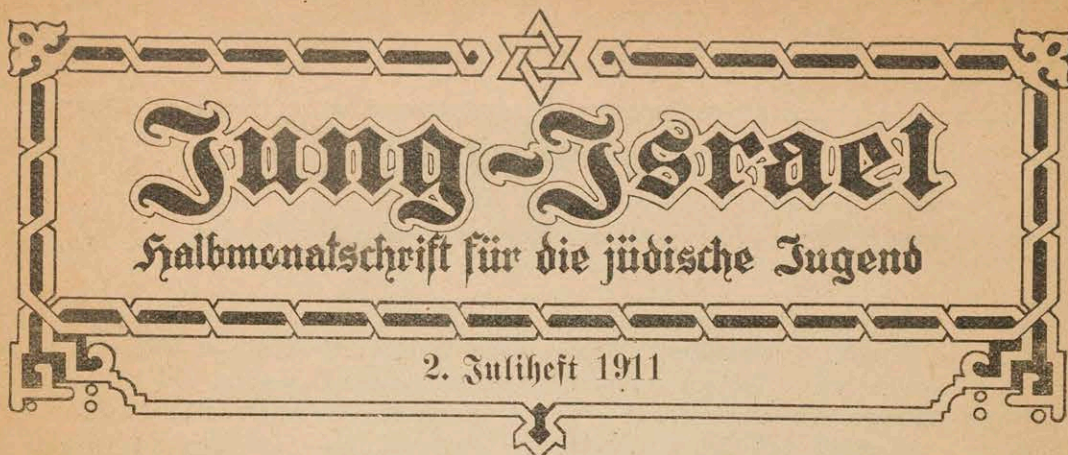 Jung-Israel
Halbmonatschrift für die jüdische Jugend
2. Juliheft 1911